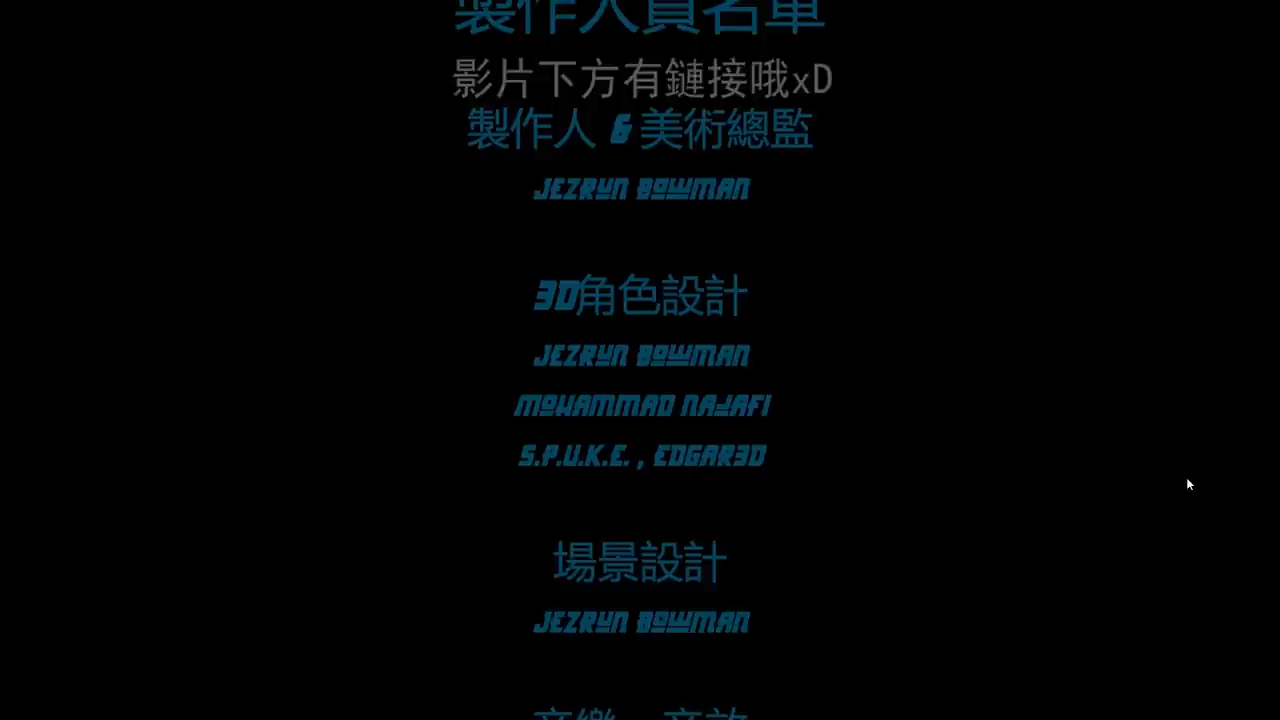 製作人員名單
影片下方有鏈接哦xD
製作人 & 美術總監
JEZRYN BOWMAN
3D角色設計
JEZRYN BOWMAN
MOHAMMAD NAJAFI
S.P.U.K.E. , EDGAR3D
場景設計
JEZRYN BOWMAN